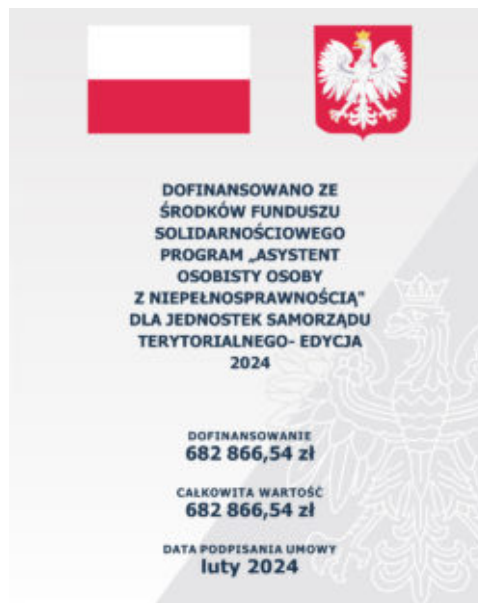 DOFINANSOWANO ZE
ŚRODKÓW FUNDUSZU
SOLIDARNOŚCIOWEGO
PROGRAM „ASYSTENT
OSOBISTY OSOBY
Z NIEPEŁNOSPRAWNOŚCIĄ"
DLA JEDNOSTEK SAMORZĄDU
TERYTORIALNEGO- EDYCJA
2024
DOFINANSOWANIE
682 866,54 zł
CAŁKOWITA WARTOŚĆ
682 866,54 zł
DATA PODPISANIA UMOWY
luty 2024